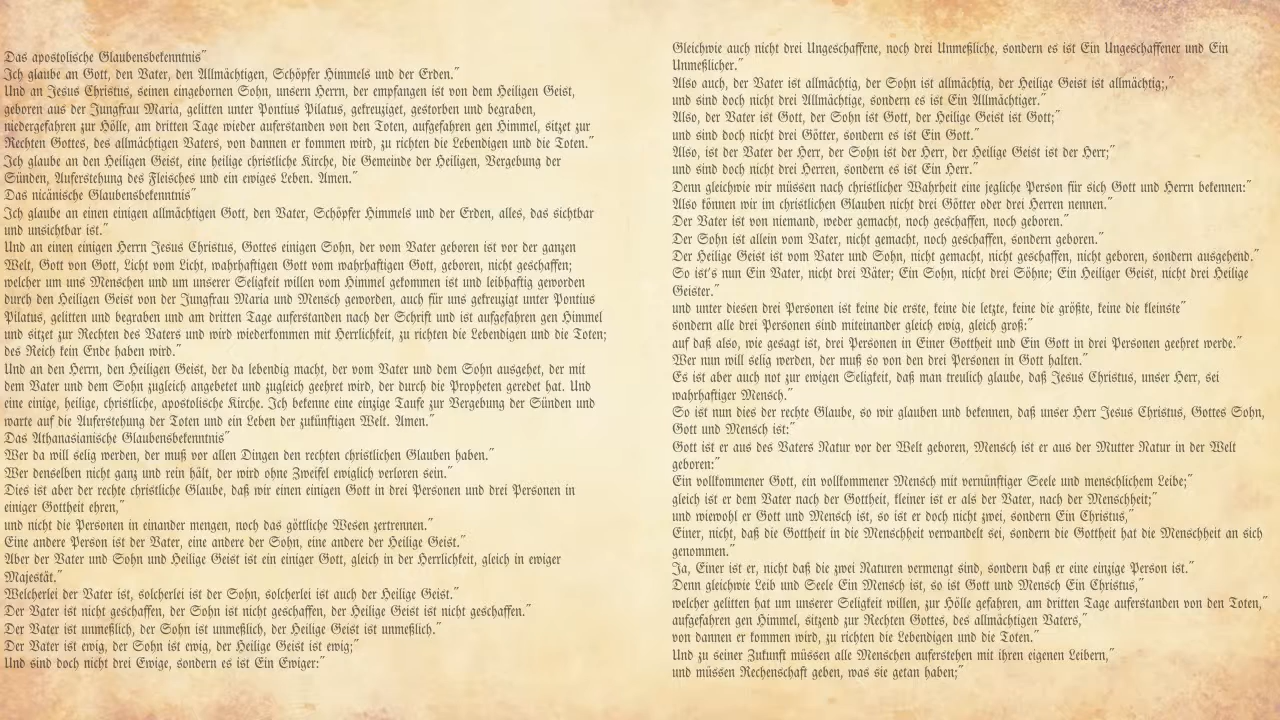 Das apostolische Glaubensbekenntnis"
Ich glaube an Gott, den Vater, den Allmächtigen, Schöpfer Himmels und der Erden."
Und an Jesus Christus, seinen eingebornen Sohn, unsern Herrn, der empfangen ist von dem Heiligen Geist,
geboren aus der Jungfrau Maria, gelitten unter Pontius Pilatus, gekreuziget, gestorben und begraben,
niedergefahren zur Hölle, am dritten Tage wieder auferstanden von den Toten, aufgefahren gen Himmel, sitzet zur
Rechten Gottes, des allmächtigen Vaters, von dannen er kommen wird, zu richten die Lebendigen und die Toten."
Ich glaube an den Heiligen Geist, eine heilige christliche Kirche, die Gemeinde der Heiligen, Vergebung der
Sünden, Auferstehung des Fleisches und ein ewiges Leben. Amen."
Das nicänische Glaubensbekenntnis"
Ich glaube an einen einigen allmächtigen Gott, den Vater, Schöpfer Himmels und der Erden, alles, das sichtbar
und unsichtbar ist."
Und an einen einigen Herrn Jesus Christus, Gottes einigen Sohn, der vom Vater geboren ist vor der ganzen
Welt, Gott von Gott, Licht vom Licht, wahrhaftigen Gott vom wahrhaftigen Gott, geboren, nicht geschaffen;
welcher um uns Menschen und um unserer Seligkeit willen vom Himmel gekommen ist und leibhaftig geworden
durch den Heiligen Geist von der Jungfrau Maria und Mensch geworden, auch für uns gekreuzigt unter Pontius
Pilatus, gelitten und begraben und am dritten Tage auferstanden nach der Schrift und ist aufgefahren gen Himmel
und sitzet zur Rechten des Vaters und wird wiederkommen mit Herrlichkeit, zu richten die Lebendigen und die Toten;
des Reich kein Ende haben wird."
Und an den Herrn, den Heiligen Geist, der da lebendig macht, der vom Vater und dem Sohn ausgehet, der mit
dem Vater und dem Sohn zugleich angebetet und zugleich geehret wird, der durch die Propheten geredet hat. Und
eine einige, heilige, christliche, apostolische Kirche. Ich bekenne eine einzige Taufe zur Vergebung der Sünden und
warte auf die Auferstehung der Toten und ein Leben der zukünftigen Welt. Amen."
Das Athanasianische Glaubensbekenntnis"
Wer da will selig werden, der muß vor allen Dingen den rechten christlichen Glauben haben."
Wer denselben nicht ganz und rein hält, der wird ohne Zweifel ewiglich verloren sein."
Dies ist aber der rechte christliche Glaube, daß wir einen einigen Gott in drei Personen und drei Personen in
einiger Gottheit ehren,"
und nicht die Personen in einander mengen, noch das göttliche Wesen zertrennen."
Eine andere Person ist der Vater, eine andere der Sohn, eine andere der Heilige Geist."
Aber der Vater und Sohn und Heilige Geist ist ein einiger Gott, gleich in der Herrlichkeit, gleich in ewiger
Majestät."
Welcherlei der Vater ist, solcherlei ist der Sohn, solcherlei ist auch der Heilige Geist."
Der Vater ist nicht geschaffen, der Sohn ist nicht geschaffen, der Heilige Geist ist nicht geschaffen."
Der Vater ist unmeßlich, der Sohn ist unmeßlich, der Heilige Geist ist unmeßlich."
Der Vater ist ewig, der Sohn ist ewig, der Heilige Geist ist ewig;"
Und sind doch nicht drei Ewige, sondern es ist Ein Ewiger:"
Gleichwie auch nicht drei Ungeschaffene, noch drei Unmeßliche, sondern es ist Ein Ungeschaffener und Ein
Unmeßlicher."
Also auch, der Vater ist allmächtig, der Sohn ist allmächtig, der Heilige Geist ist allmächtig;,"
und sind doch nicht drei Allmächtige, sondern es ist Ein Allmächtiger."
Also, der Vater ist Gott, der Sohn ist Gott, der Heilige Geist ist Gott;"
und sind doch nicht drei Götter, sondern es ist Ein Gott."
Also, ist der Vater der Herr, der Sohn ist der Herr, der Heilige Geist ist der Herr;"
und sind doch nicht drei Herren, sondern es ist Ein Herr."
Denn gleichwie wir müssen nach christlicher Wahrheit eine jegliche Person für sich Gott und Herrn bekennen:"
Also können wir im christlichen Glauben nicht drei Götter oder drei Herren nennen."
Der Vater ist von niemand, weder gemacht, noch geschaffen, noch geboren."
Der Sohn ist allein vom Vater, nicht gemacht, noch geschaffen, sondern geboren."
Der Heilige Geist ist vom Vater und Sohn, nicht gemacht, nicht geschaffen, nicht geboren, sondern ausgehend."
So ist's nun Ein Vater, nicht drei Väter; Ein Sohn, nicht drei Söhne; Ein Heiliger Geist, nicht drei Heilige
Geister."
und unter diesen drei Personen ist keine die erste, keine die letzte, keine die größte, keine die kleinste"
sondern alle drei Personen sind miteinander gleich ewig, gleich groß:"
auf daß also, wie gesagt ist, drei Personen in Einer Gottheit und Ein Gott in drei Personen geehret werde."
Wer nun will selig werden, der muß so von den drei Personen in Gott halten."
Es ist aber auch not zur ewigen Seligkeit, daß man treulich glaube, daß Jesus Christus, unser Herr, sei
wahrhaftiger Mensch."
So ist nun dies der rechte Glaube, so wir glauben und bekennen, daß unser Herr Jesus Christus, Gottes Sohn,
Gott und Mensch ist:"
Gott ist er aus des Vaters Natur vor der Welt geboren, Mensch ist er aus der Mutter Natur in der Welt
geboren:"
Ein vollkommener Gott, ein vollkommener Mensch mit vernünftiger Seele und menschlichem Leibe;"
gleich ist er dem Vater nach der Gottheit, kleiner ist er als der Vater, nach der Menschheit;"
und wiewohl er Gott und Mensch ist, so ist er doch nicht zwei, sondern Ein Christus,"
Einer, nicht, daß die Gottheit in die Menschheit verwandelt sei, sondern die Gottheit hat die Menschheit an sich
genommen."
Ja, Einer ist er, nicht daß die zwei Naturen vermengt sind, sondern daß er eine einzige Person ist."
Denn gleichwie Leib und Seele Ein Mensch ist, so ist Gott und Mensch Ein Christus,"
welcher gelitten hat um unserer Seligkeit willen, zur Hölle gefahren, am dritten Tage auferstanden von den Toten,"
aufgefahren gen Himmel, sitzend zur Rechten Gottes, des allmächtigen Vaters,"
von dannen er kommen wird, zu richten die Lebendigen und die Toten."
Und zu seiner Zukunft müssen alle Menschen auferstehen mit ihren eigenen Leibern,"
und müssen Rechenschaft geben, was sie getan haben;"